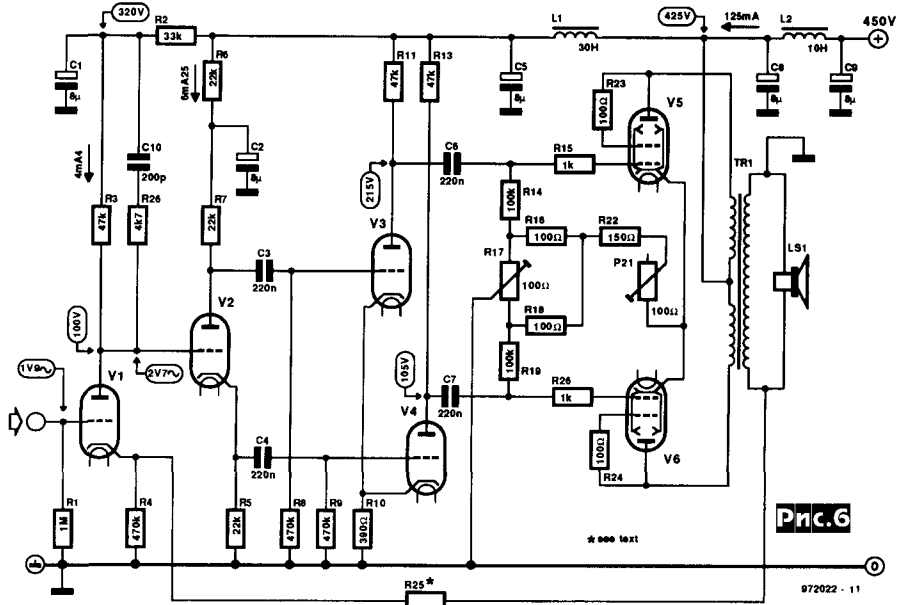 320V
R2
33k
C1
8µ
4mA4
R3
47k
C10
200p
R26
4k7
6mA25
R6
22k
C2
8µ
R7
22k
R11
47k
R13
47k
C5
8µ
L1
30H
425V
125mA
L2
10H
450V
+
C8
8µ
C9
8µ
215V
C6
220n
R23
100Ω
V5
R15
1k
R14
100k
R16
100Ω
R22
150Ω
R17
100Ω
P21
100Ω
R18
100Ω
R19
100k
TR1
LS1
V3
C3
220n
V2
100V
2V7~
1V9~
V1
105V
C7
220n
V4
R26
1k
R24
100Ω
V6
C4
220n
R1
1M
R4
470k
R5
22k
R8
470k
R9
470k
R10
390Ω
* see text
Рис.6
R25*
0
972022 - 11